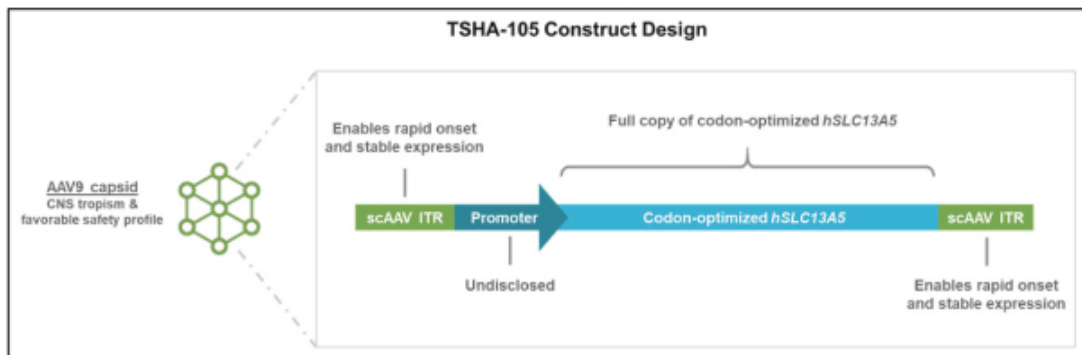 TSHA-105 Construct Design
Enables rapid onset
and stable expression
Full copy of codon-optimized hSLC13A5
AAV9 capsid
CNS tropism &
favorable safety profile
scAAV ITR
Promoter
Codon-optimized hSLC13A5
scAAV ITR
Undisclosed
Enables rapid onset
and stable expression